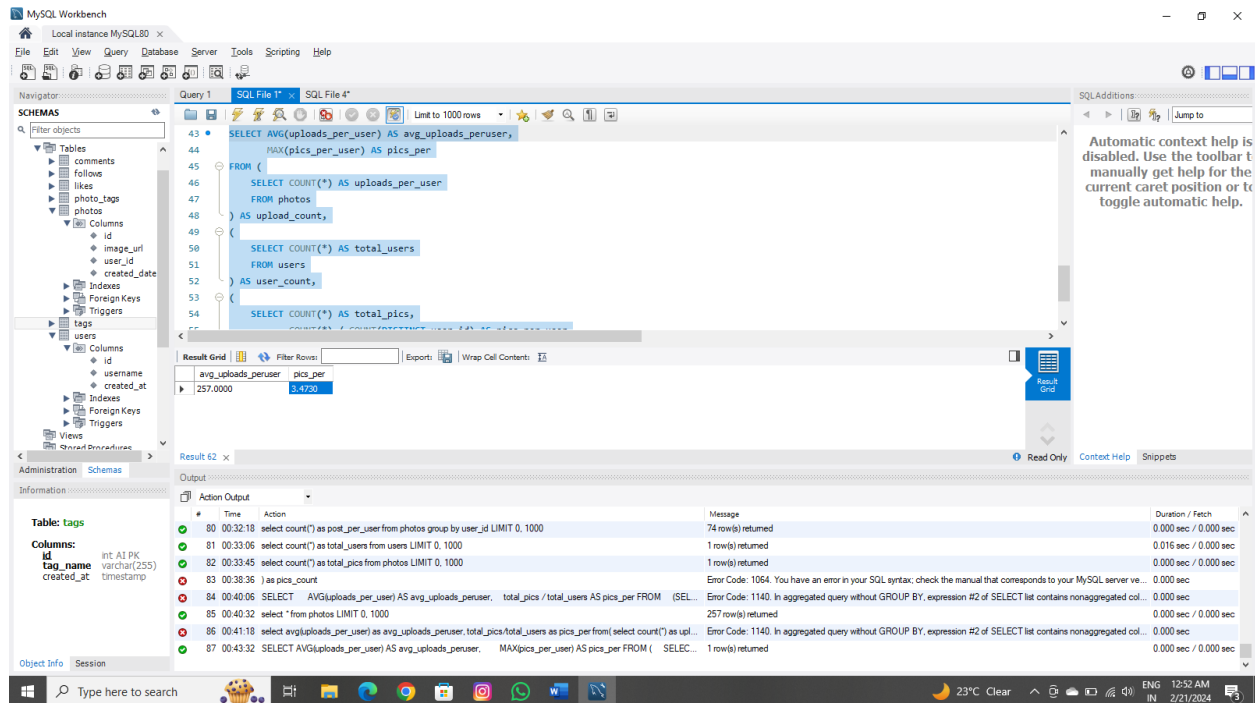 MySQL Workbench
Local instance MySQL80
File Edit View Query Database Server Tools Scripting Help
Navigator
SCHEMAS
Filter objects
Tables
comments
follows
likes
photo_tags
photos
Columns
id
image_url
user_id
created_date
Indexes
Foreign Keys
Triggers
tags
users
Columns
id
username
created_at
Indexes
Foreign Keys
Triggers
Views
Stored Procedures
Administration Schemas
Information
Table: tags
Columns:
id int AI PK
tag_name varchar(255)
created_at timestamp
Object Info Session
Query 1 SQL File 1* SQL File 4*
Limit to 1000 rows
43 SELECT AVG(uploads_per_user) AS avg_uploads_peruser,
44 MAX(pics_per_user) AS pics_per
45 FROM (
46 SELECT COUNT(*) AS uploads_per_user
47 FROM photos
48 ) AS upload_count,
49 (
50 SELECT COUNT(*) AS total_users
51 FROM users
52 ) AS user_count,
53 (
54 SELECT COUNT(*) AS total_pics,
55 COUNT(*) / COUNT(DISTINCT user_id) AS pics_per_user
Result Grid Filter Rows: Export: Wrap Cell Content:
avg_uploads_peruser pics_per
257.0000 3.4730
Result Grid
Result 62 Read Only
SQLAdditions
Jump to
Automatic context help is
disabled. Use the toolbar t
manually get help for the
current caret position or to
toggle automatic help.
Context Help Snippets
Output
Action Output
# Time Action Message Duration / Fetch
80 00:32:18 select count(*) as post_per_user from photos group by user_id LIMIT 0, 1000 74 row(s) returned 0.000 sec / 0.000 sec
81 00:33:06 select count(*) as total_users from users LIMIT 0, 1000 1 row(s) returned 0.016 sec / 0.000 sec
82 00:33:45 select count(*) as total_pics from photos LIMIT 0, 1000 1 row(s) returned 0.000 sec / 0.000 sec
83 00:38:36 ) as pics_count Error Code: 1064. You have an error in your SQL syntax; check the manual that corresponds to your MySQL server ve... 0.000 sec
84 00:40:06 SELECT AVG(uploads_per_user) AS avg_uploads_peruser, total_pics / total_users AS pics_per FROM (SEL... Error Code: 1140. In aggregated query without GROUP BY, expression #2 of SELECT list contains nonaggregated col... 0.000 sec
85 00:40:32 select * from photos LIMIT 0, 1000 257 row(s) returned 0.000 sec / 0.000 sec
86 00:41:18 select avg(uploads_per_user) as avg_uploads_peruser, total_pics/total_users as pics_per from( select count(*) as upl... Error Code: 1140. In aggregated query without GROUP BY, expression #2 of SELECT list contains nonaggregated col... 0.000 sec
87 00:43:32 SELECT AVG(uploads_per_user) AS avg_uploads_peruser, MAX(pics_per_user) AS pics_per FROM ( SELEC... 1 row(s) returned 0.000 sec / 0.000 sec
Type here to search
23°C Clear
ENG
IN
12:52 AM
2/21/2024
3